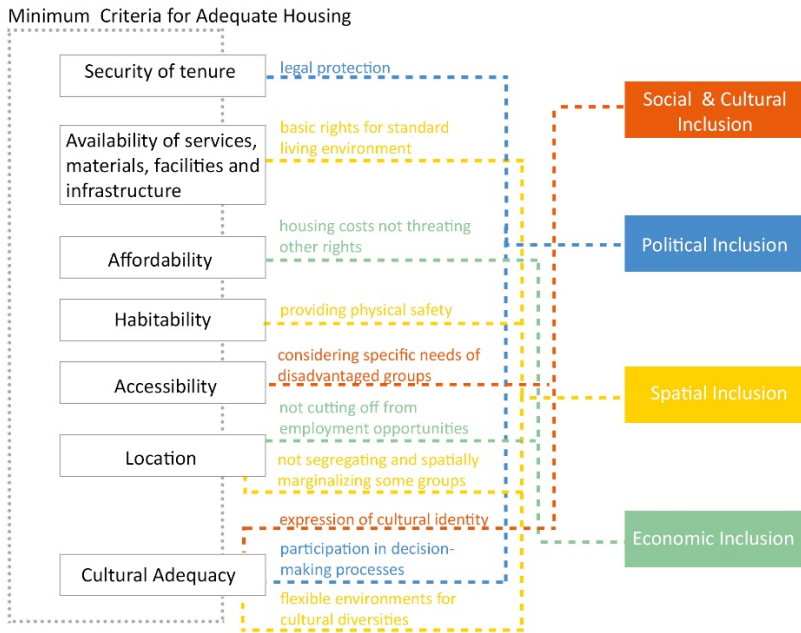 Minimum Criteria for Adequate Housing
Security of tenure
legal protection
Availability of services,
materials, facilities and
infrastructure
basic rights for standard
living environment
Affordability
housing costs not threating
other rights
Habitability
providing physical safety
Accessibility
considering specific needs of
disadvantaged groups
Location
not cutting off from
employment opportunities
not segregating and spatially
marginalizing some groups
Cultural Adequacy
expression of cultural identity
participation in decision-
making processes
flexible environments for
cultural diversities
Social & Cultural
Inclusion
Political Inclusion
Spatial Inclusion
Economic Inclusion